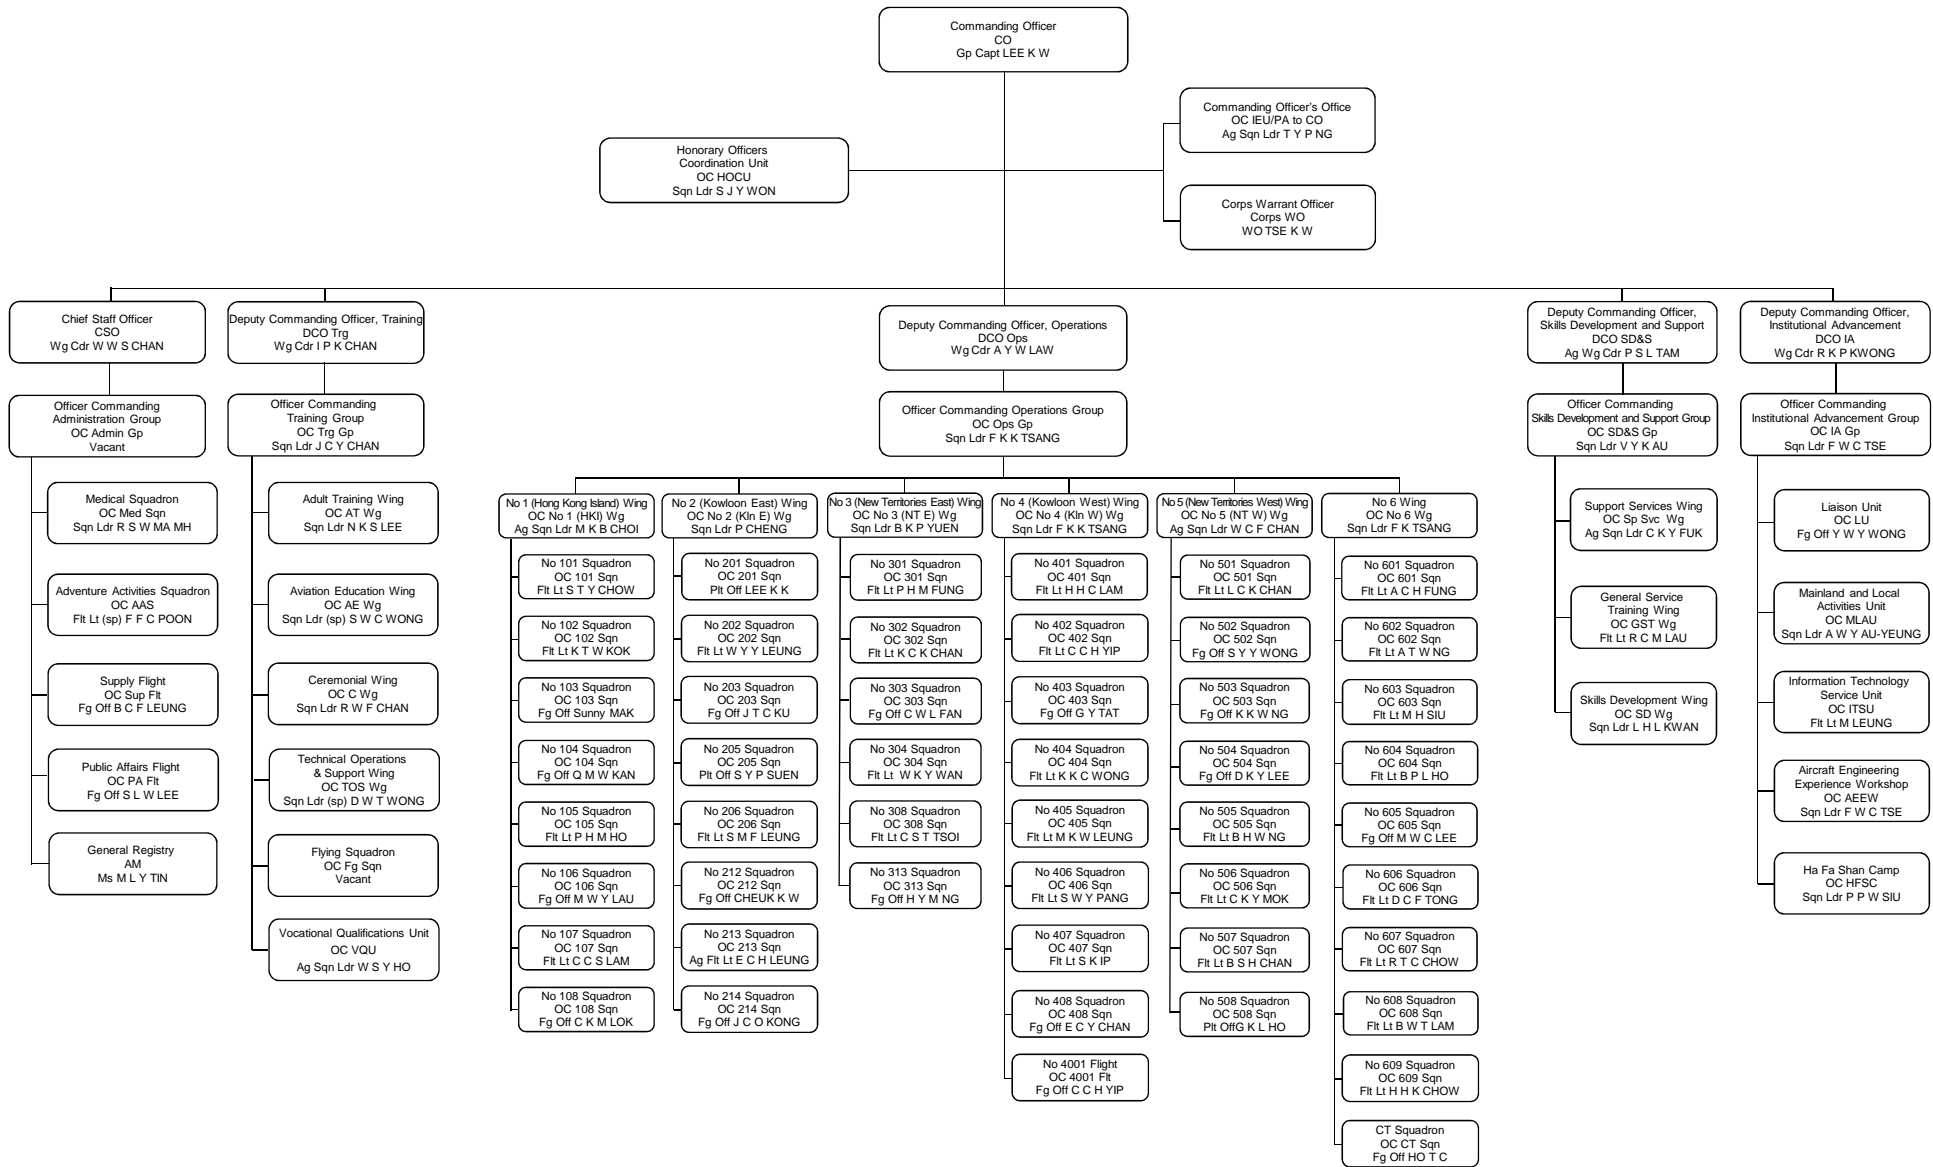 Commanding Officer
CO
Gp Capt LEE K W
Commanding Officer's Office
OC IEU/PA to CO
Ag Sqn Ldr T Y P NG
Honorary Officers
Coordination Unit
OC HOCU
Sqn Ldr S J Y WON
Corps Warrant Officer
Corps WO
WO TSE K W
Chief Staff Officer
CSO
Wg Cdr W W S CHAN
Deputy Commanding Officer, Training
DCO Trg
Wg Cdr I P K CHAN
Deputy Commanding Officer, Operations
DCO Ops
Wg Cdr A Y W LAW
Deputy Commanding Officer,
Skills Development and Support
DCO SD&S
Ag Wg Cdr P S L TAM
Deputy Commanding Officer,
Institutional Advancement
DCO IA
Wg Cdr R K P KWONG
Officer Commanding
Administration Group
OC Admin Gp
Vacant
Officer Commanding
Training Group
OC Trg Gp
Sqn Ldr J C Y CHAN
Officer Commanding Operations Group
OC Ops Gp
Sqn Ldr F K K TSANG
Officer Commanding
Skills Development and Support Group
OC SD&S Gp
Sqn Ldr V Y K AU
Officer Commanding
Institutional Advancement Group
OC IA Gp
Sqn Ldr F W C TSE
Medical Squadron
OC Med Sqn
Sqn Ldr R S W MA MH
Adventure Activities Squadron
OC AAS
Flt Lt (sp) F F C POON
Supply Flight
OC Sup Flt
Fg Off B C F LEUNG
Public Affairs Flight
OC PA Flt
Fg Off S L W LEE
General Registry
AM
Ms M L Y TIN
Adult Training Wing
OC AT Wg
Sqn Ldr N K S LEE
Aviation Education Wing
OC AE Wg
Sqn Ldr (sp) S W C WONG
Ceremonial Wing
OC C Wg
Sqn Ldr R W F CHAN
Technical Operations
& Support Wing
OC TOS Wg
Sqn Ldr (sp) D W T WONG
Flying Squadron
OC Fg Sqn
Vacant
Vocational Qualifications Unit
OC VQU
Ag Sqn Ldr W S Y HO
No 1 (Hong Kong Island) Wing
OC No 1 (HKI) Wg
Ag Sqn Ldr M K B CHOI
No 101 Squadron
OC 101 Sqn
Flt Lt S T Y CHOW
No 102 Squadron
OC 102 Sqn
Flt Lt K T W KOK
No 103 Squadron
OC 103 Sqn
Fg Off Sunny MAK
No 104 Squadron
OC 104 Sqn
Fg Off Q M W KAN
No 105 Squadron
OC 105 Sqn
Flt Lt P H M HO
No 106 Squadron
OC 106 Sqn
Fg Off M W Y LAU
No 107 Squadron
OC 107 Sqn
Flt Lt C C S LAM
No 108 Squadron
OC 108 Sqn
Fg Off C K M LOK
No 2 (Kowloon East) Wing
OC No 2 (Kln E) Wg
Sqn Ldr P CHENG
No 201 Squadron
OC 201 Sqn
Plt Off LEE K K
No 202 Squadron
OC 202 Sqn
Flt Lt W Y Y LEUNG
No 203 Squadron
OC 203 Sqn
Fg Off J T C KU
No 205 Squadron
OC 205 Sqn
Plt Off S Y P SUEN
No 206 Squadron
OC 206 Sqn
Flt Lt S M F LEUNG
No 212 Squadron
OC 212 Sqn
Fg Off CHEUK K W
No 213 Squadron
OC 213 Sqn
Ag Flt Lt E C H LEUNG
No 214 Squadron
OC 214 Sqn
Fg Off J C O KONG
No 3 (New Territories East) Wing
OC No 3 (NT E) Wg
Sqn Ldr B K P YUEN
No 301 Squadron
OC 301 Sqn
Flt Lt P H M FUNG
No 302 Squadron
OC 302 Sqn
Flt Lt K C K CHAN
No 303 Squadron
OC 303 Sqn
Fg Off C W L FAN
No 304 Squadron
OC 304 Sqn
Flt Lt W K Y WAN
No 308 Squadron
OC 308 Sqn
Flt Lt C S T TSOI
No 313 Squadron
OC 313 Sqn
Fg Off H Y M NG
No 4 (Kowloon West) Wing
OC No 4 (Kln W) Wg
Sqn Ldr F K K TSANG
No 401 Squadron
OC 401 Sqn
Flt Lt H H C LAM
No 402 Squadron
OC 402 Sqn
Flt Lt C C H YIP
No 403 Squadron
OC 403 Sqn
Fg Off G Y TAT
No 404 Squadron
OC 404 Sqn
Flt Lt K K C WONG
No 405 Squadron
OC 405 Sqn
Flt Lt M K W LEUNG
No 406 Squadron
OC 406 Sqn
Flt Lt S W Y PANG
No 407 Squadron
OC 407 Sqn
Flt Lt S K IP
No 408 Squadron
OC 408 Sqn
Fg Off E C Y CHAN
No 4001 Flight
OC 4001 Flt
Fg Off C C H YIP
No 5 (New Territories West) Wing
OC No 5 (NT W) Wg
Ag Sqn Ldr W C F CHAN
No 501 Squadron
OC 501 Sqn
Flt Lt L C K CHAN
No 502 Squadron
OC 502 Sqn
Fg Off S Y Y WONG
No 503 Squadron
OC 503 Sqn
Fg Off K K W NG
No 504 Squadron
OC 504 Sqn
Fg Off D K Y LEE
No 505 Squadron
OC 505 Sqn
Flt Lt B H W NG
No 506 Squadron
OC 506 Sqn
Flt Lt C K Y MOK
No 507 Squadron
OC 507 Sqn
Flt Lt B S H CHAN
No 508 Squadron
OC 508 Sqn
Plt OffG K L HO
No 6 Wing
OC No 6 Wg
Sqn Ldr F K TSANG
No 601 Squadron
OC 601 Sqn
Flt Lt A C H FUNG
No 602 Squadron
OC 602 Sqn
Flt Lt A T W NG
No 603 Squadron
OC 603 Sqn
Flt Lt M H SIU
No 604 Squadron
OC 604 Sqn
Flt Lt B P L HO
No 605 Squadron
OC 605 Sqn
Fg Off M W C LEE
No 606 Squadron
OC 606 Sqn
Flt Lt D C F TONG
No 607 Squadron
OC 607 Sqn
Flt Lt R T C CHOW
No 608 Squadron
OC 608 Sqn
Flt Lt B W T LAM
No 609 Squadron
OC 609 Sqn
Flt Lt H H K CHOW
CT Squadron
OC CT Sqn
Fg Off HO T C
Support Services Wing
OC Sp Svc Wg
Ag Sqn Ldr C K Y FUK
General Service
Training Wing
OC GST Wg
Flt Lt R C M LAU
Skills Development Wing
OC SD Wg
Sqn Ldr L H L KWAN
Liaison Unit
OC LU
Fg Off Y W Y WONG
Mainland and Local
Activities Unit
OC MLAU
Sqn Ldr A W Y AU-YEUNG
Information Technology
Service Unit
OC ITSU
Flt Lt M LEUNG
Aircraft Engineering
Experience Workshop
OC AEEW
Sqn Ldr F W C TSE
Ha Fa Shan Camp
OC HFSC
Sqn Ldr P P W SIU